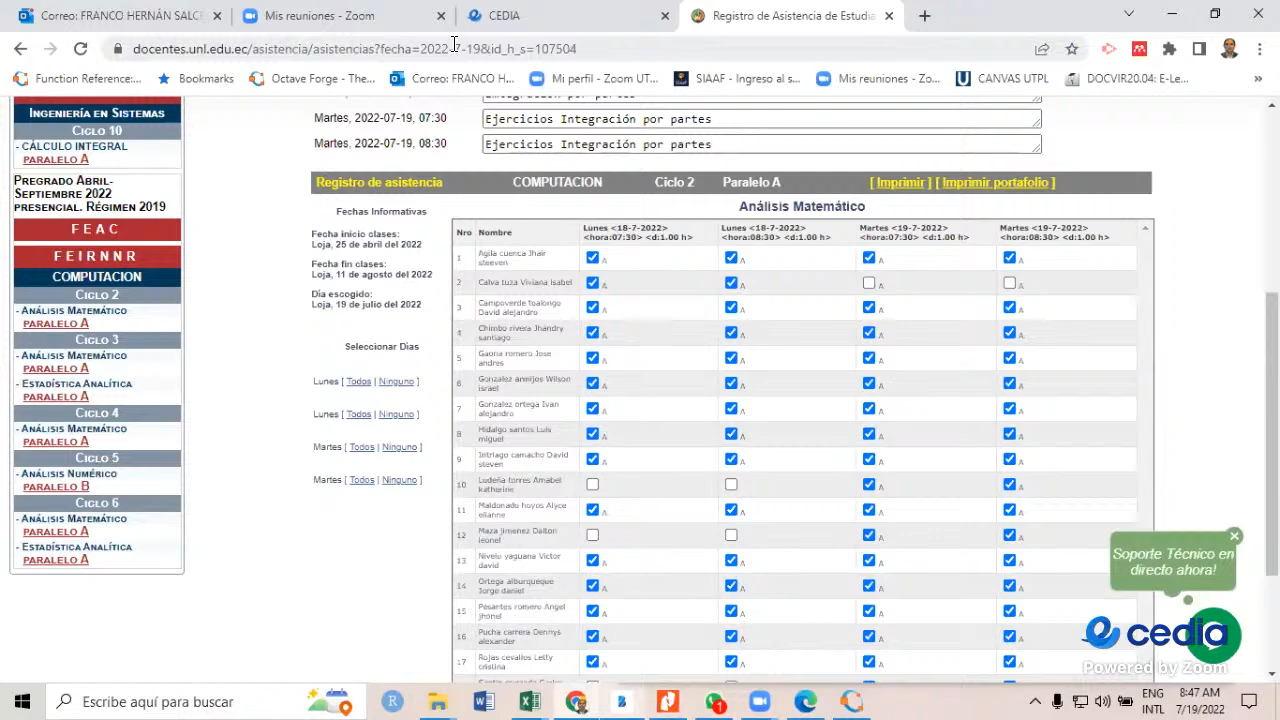 Correo: FRANCO HERNÁN SALC
Mis reuniones - Zoom
CEDIA
Registro de Asistencia de Estudia
docentes.unl.edu.ec/asistencia/asistencias?fecha=2022-07-19&id_h_s=107504
Function Reference:...
Bookmarks
Octave Forge - The...
Correo: FRANCO H...
Mi perfil - Zoom UT...
SIAAF - Ingreso al s...
Mis reuniones - Zo...
CANVAS UTPL
DOCVIR20.04: E-Le...
»
INGENIERÍA EN SISTEMAS
CICLO 10
- CÁLCULO INTEGRAL
PARALELO A
PREGRADO ABRIL-
SEPTIEMBRE 2022
PRESENCIAL. RÉGIMEN 2019
F E A C
F E I R N N R
COMPUTACION
CICLO 2
- ANÁLISIS MATEMÁTICO
PARALELO A
CICLO 3
- ANÁLISIS MATEMÁTICO
PARALELO A
- ESTADÍSTICA ANALÍTICA
PARALELO A
CICLO 4
- ANÁLISIS MATEMÁTICO
PARALELO A
CICLO 5
- ANÁLISIS NUMÉRICO
PARALELO B
CICLO 6
- ANÁLISIS MATEMÁTICO
PARALELO A
- ESTADÍSTICA ANALÍTICA
PARALELO A
Martes, 2022-07-19, 07:30 Ejercicios Integración por partes
Martes, 2022-07-19, 08:30 Ejercicios Integración por partes
Registro de asistencia COMPUTACION Ciclo 2 Paralelo A [ Imprimir ] [ Imprimir portafolio ]
Análisis Matemático
Fechas Informativas
Fecha inicio clases:
Loja, 25 de abril del 2022
Fecha fin clases:
Loja, 11 de agosto del 2022
Día escogido:
Loja, 19 de julio del 2022
Seleccionar Dias
Lunes [ Todos | Ninguno ]
Lunes [ Todos | Ninguno ]
Martes [ Todos | Ninguno ]
Martes [ Todos | Ninguno ]
Nro Nombre Lunes <18-7-2022> Lunes <18-7-2022> Martes <19-7-2022> Martes <19-7-2022>
<hora:07:30> <d:1.00 h> <hora:08:30> <d:1.00 h> <hora:07:30> <d:1.00 h> <hora:08:30> <d:1.00 h>
1 Agila cuenca Jhair
steeven A A A A
2 Calva tuza Viviana Isabel A A A A
3 Campoverde toalongo
David alejandro A A A A
4 Chimbo rivera Jhandry
santiago A A A A
5 Gaona romero Jose
andres A A A A
6 Gonzalez armijos Wilson
israel A A A A
7 Gonzalez ortega Ivan
alejandro A A A A
8 Hidalgo santos Luis
miguel A A A A
9 Intriago camacho David
steven A A A A
10 Ludeña torres Amabel
katherine A A A A
11 Maldonado hoyos Alyce
elianne A A A A
12 Maza jimenez Dalton
leonel A A A A
13 Nivelo yaguana Victor
david A A A A
14 Ortega alburqueque
Jorge daniel A A A A
15 Pesantes romero Angel
jhonel A A A A
16 Pucha carrera Dennys
alexander A A A A
17 Rojas cevallos Letty
cristina A A A A
Soporte Técnico en
directo ahora!
cedia
Powered by Zoom
Escribe aquí para buscar
1
ENG
INTL
8:47 AM
7/19/2022